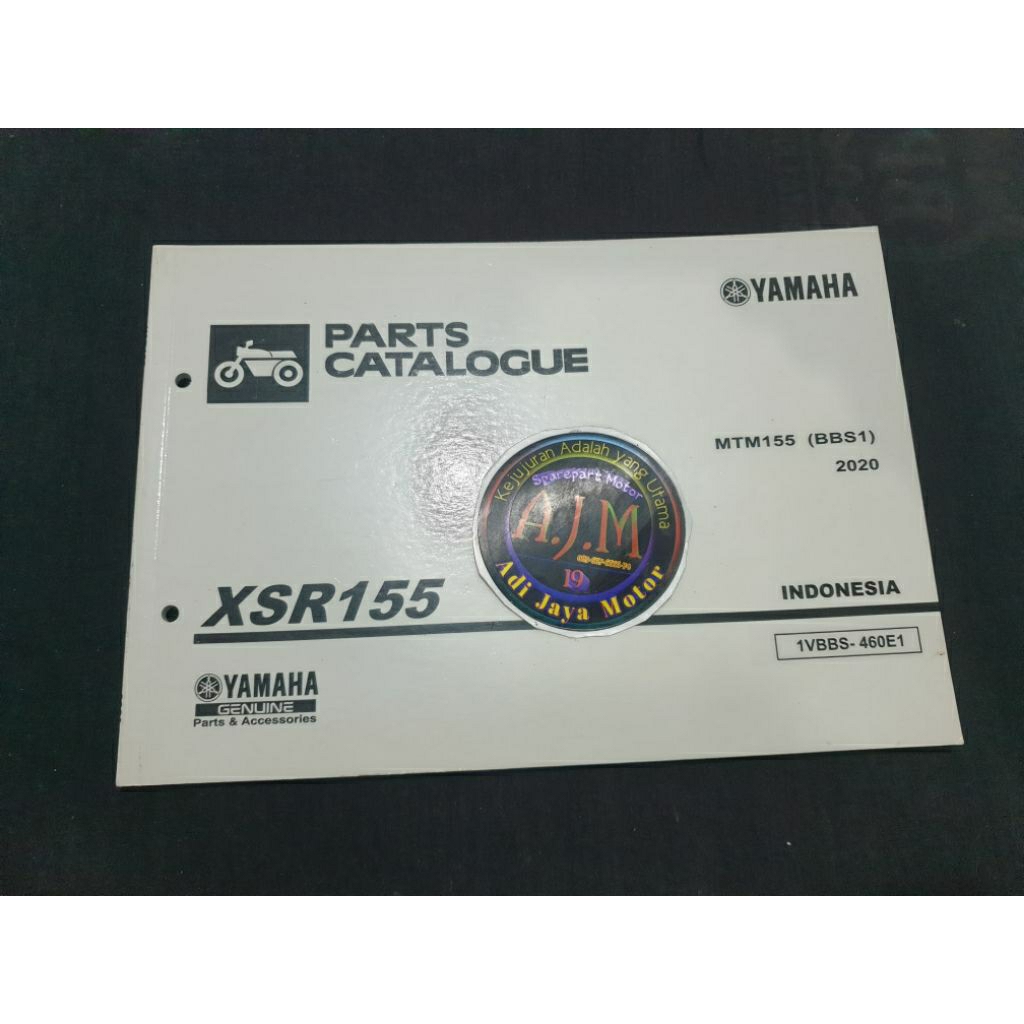 YAMAHA
PARTS
CATALOGUE
MTM155 (BBS1)
2020
Kejujuran Adalah yang Utama
Sparepart Motor
A.J.M
19
Adi Jaya Motor
XSR155
INDONESIA
1VBBS-460E1
YAMAHA
GENUINE
Parts & Accessories